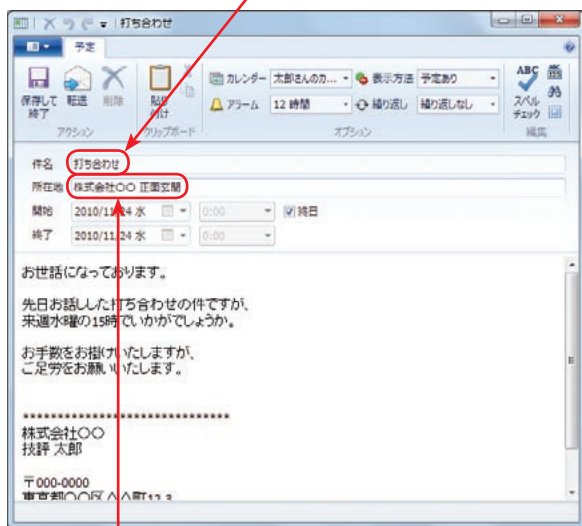 打ち合わせ
予定
保存して終了
転送
削除
貼り付け
アクション
クリップボード
カレンダー 太郎さんのカ...
表示方法 予定あり
アラーム 12 時間
繰り返し 繰り返しなし
オプション
ABC
スペルチェック
編集
件名 打ち合わせ
所在地 株式会社○○ 正面玄関
開始 2010/11/24 水 0:00 終日
終了 2010/11/24 水 0:00
お世話になっております。
先日お話しした打ち合わせの件ですが、
来週水曜の15時でいかがでしょうか。
お手数をお掛けいたしますが、
ご足労をお願いいたします。
******************************
株式会社○○
技評 太郎
〒000-0000
東京都○○区△△町1-2-3